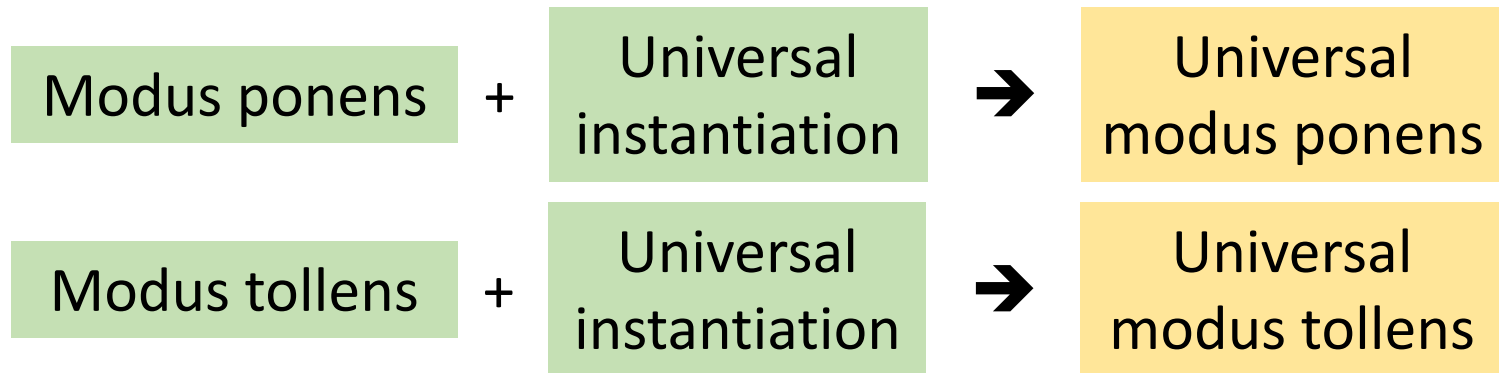 Modus ponens + Universal instantiation ➔ Universal modus ponens
Modus tollens + Universal instantiation ➔ Universal modus tollens